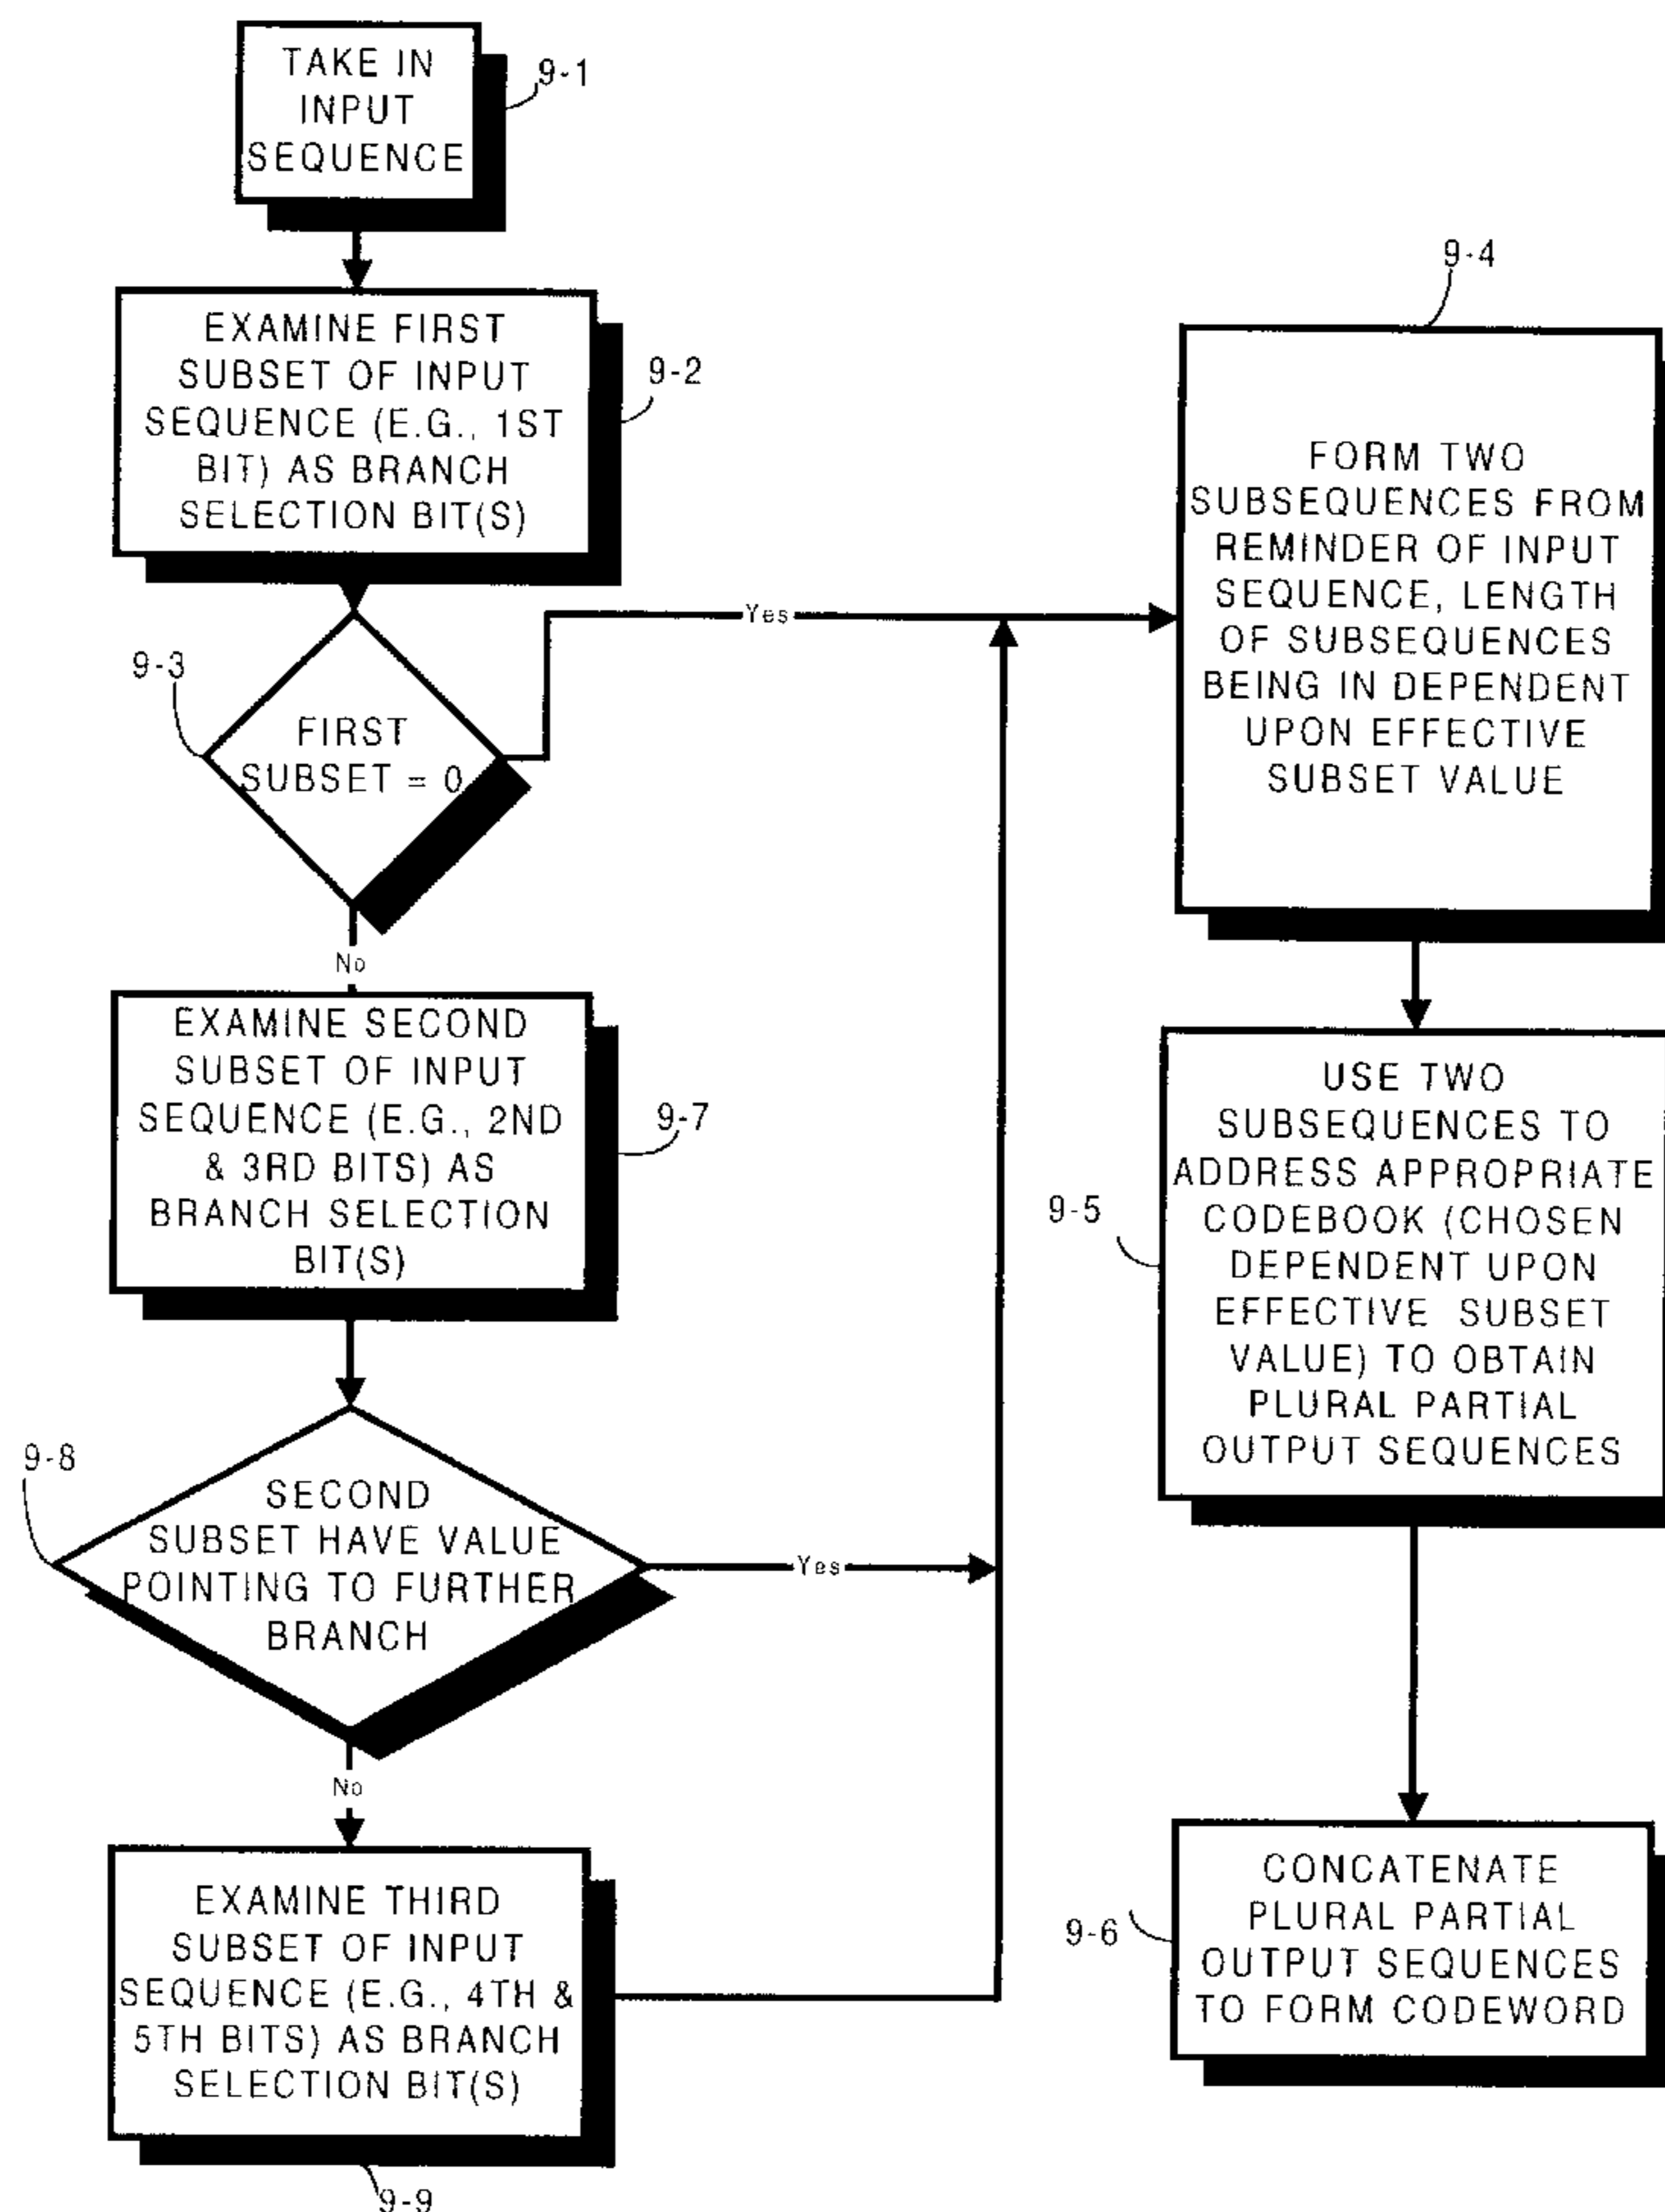 TAKE IN
INPUT
SEQUENCE
9-1
EXAMINE FIRST
SUBSET OF INPUT
SEQUENCE (E.G., 1ST
BIT) AS BRANCH
SELECTION BIT(S)
9-2
9-3
FIRST
SUBSET = 0
Yes
No
EXAMINE SECOND
SUBSET OF INPUT
SEQUENCE (E.G., 2ND
& 3RD BITS) AS
BRANCH SELECTION
BIT(S)
9-7
9-8
SECOND
SUBSET HAVE VALUE
POINTING TO FURTHER
BRANCH
Yes
No
EXAMINE THIRD
SUBSET OF INPUT
SEQUENCE (E.G., 4TH &
5TH BITS) AS BRANCH
SELECTION BIT(S)
9-9
9-4
FORM TWO
SUBSEQUENCES FROM
REMINDER OF INPUT
SEQUENCE, LENGTH
OF SUBSEQUENCES
BEING IN DEPENDENT
UPON EFFECTIVE
SUBSET VALUE
9-5
USE TWO
SUBSEQUENCES TO
ADDRESS APPROPRIATE
CODEBOOK (CHOSEN
DEPENDENT UPON
EFFECTIVE SUBSET
VALUE) TO OBTAIN
PLURAL PARTIAL
OUTPUT SEQUENCES
9-6
CONCATENATE
PLURAL PARTIAL
OUTPUT SEQUENCES
TO FORM CODEWORD